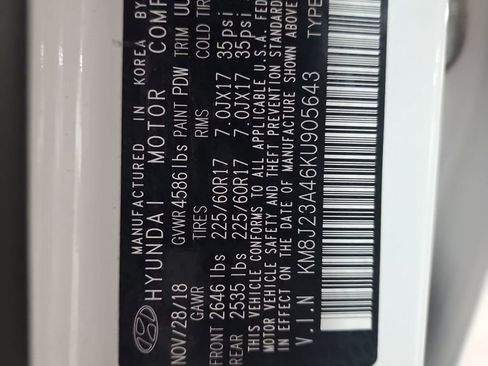 MANUFACTURED IN KOREA BY
HYUNDAI MOTOR COMP
NOV/28/18 GVWR 4586 lbs PAINT PDW TRIM UU
GAWR TIRES RIMS COLD TIR
FRONT 2646 lbs 225/60R17 7.0JX17 35psi
REAR 2535 lbs 225/60R17 7.0JX17 35psi
THIS VEHICLE CONFORMS TO ALL APPLICABLE U.S.A. FED
MOTOR VEHICLE SAFETY AND THEFT PREVENTION STANDARD
IN EFFECT ON THE DATE OF MANUFACTURE SHOWN ABOVE
V.I.N KM8J23A46KU905643 TYPE